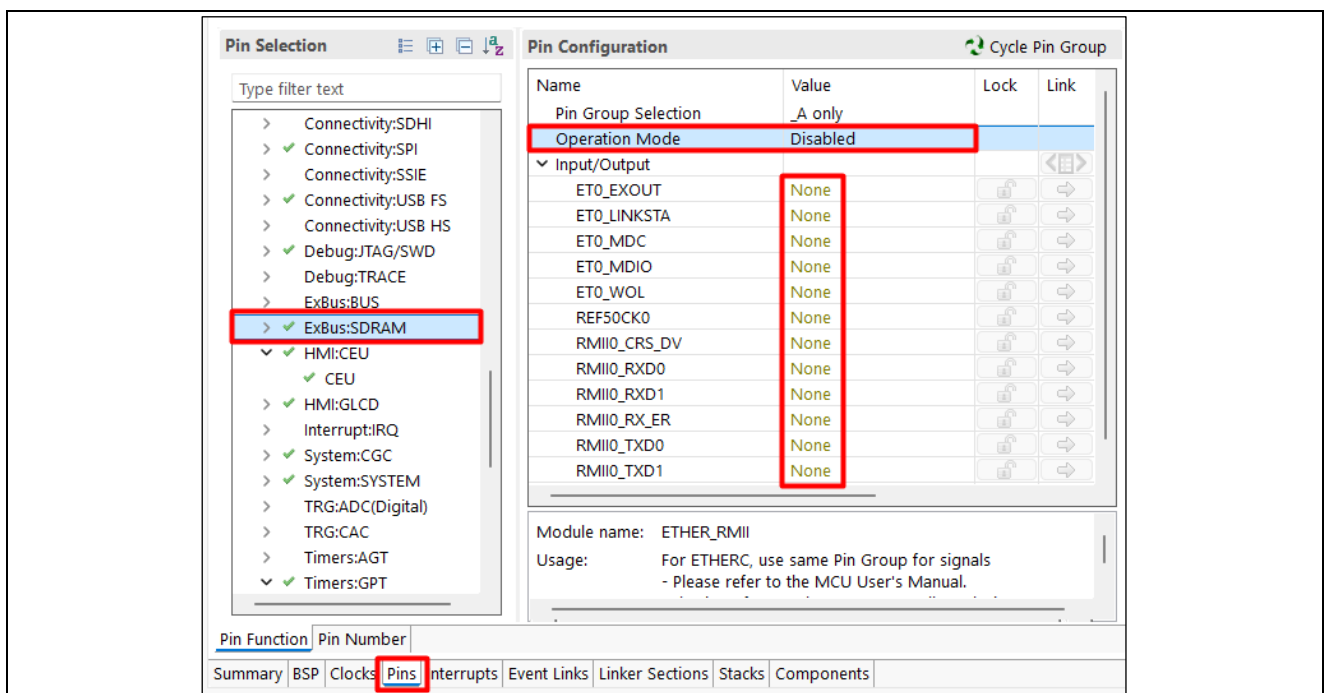 Pin Selection
Type filter text
Connectivity:SDHI
Connectivity:SPI
Connectivity:SSIE
Connectivity:USB FS
Connectivity:USB HS
Debug:JTAG/SWD
Debug:TRACE
ExBus:BUS
ExBus:SDRAM
HMI:CEU
CEU
HMI:GLCD
Interrupt:IRQ
System:CGC
System:SYSTEM
TRG:ADC(Digital)
TRG:CAC
Timers:AGT
Timers:GPT
Pin Configuration
Cycle Pin Group
Name Value Lock Link
Pin Group Selection _A only
Operation Mode Disabled
Input/Output
ET0_EXOUT None
ET0_LINKSTA None
ET0_MDC None
ET0_MDIO None
ET0_WOL None
REF50CK0 None
RMII0_CRS_DV None
RMII0_RXD0 None
RMII0_RXD1 None
RMII0_RX_ER None
RMII0_TXD0 None
RMII0_TXD1 None
Module name: ETHER_RMII
Usage: For ETHERC, use same Pin Group for signals
- Please refer to the MCU User's Manual.
Pin Function Pin Number
Summary BSP Clocks Pins Interrupts Event Links Linker Sections Stacks Components